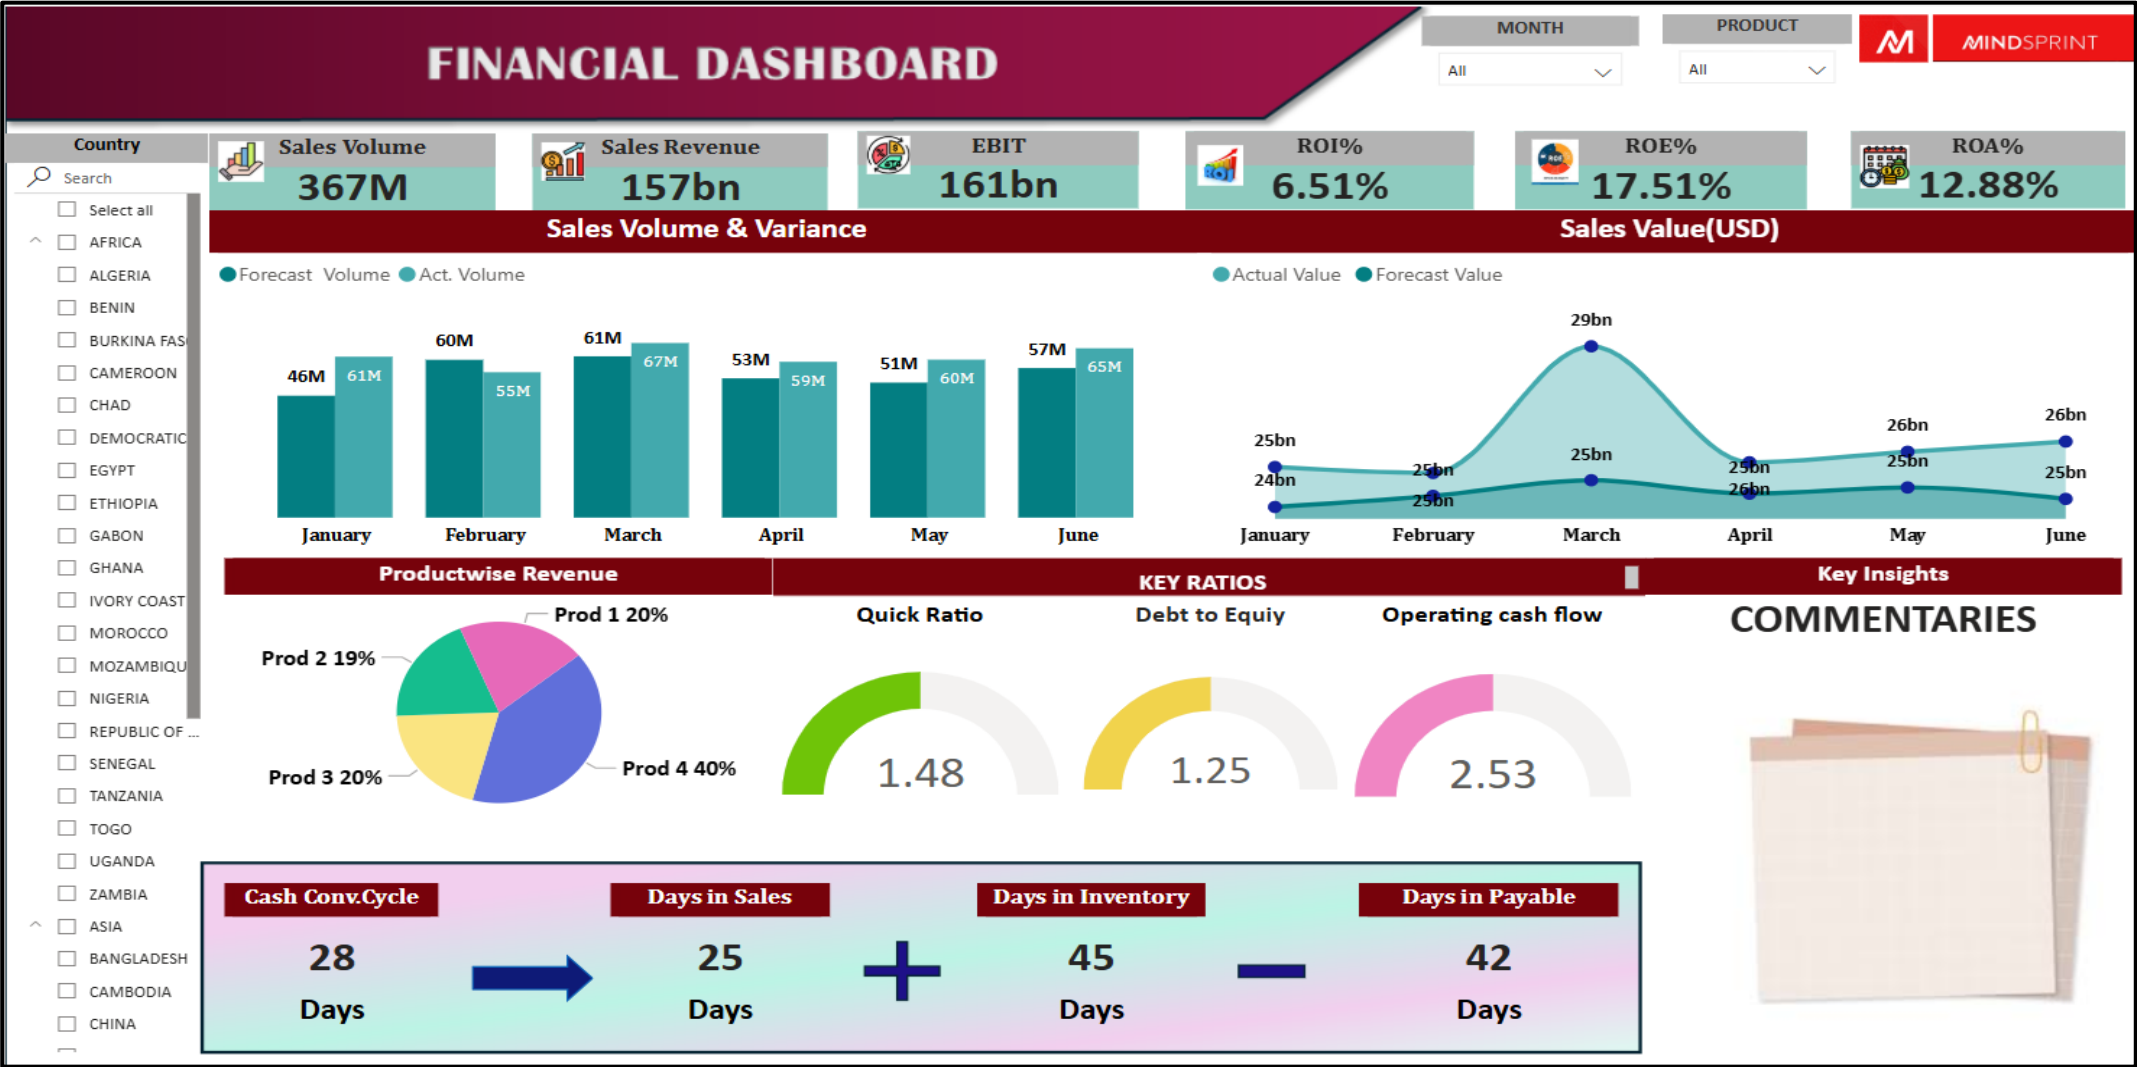 FINANCIAL DASHBOARD
MONTH
All
PRODUCT
All
MINDSPRINT
Country
Search
Select all
AFRICA
ALGERIA
BENIN
BURKINA FAS
CAMEROON
CHAD
DEMOCRATIC
EGYPT
ETHIOPIA
GABON
GHANA
IVORY COAST
MOROCCO
MOZAMBIQU
NIGERIA
REPUBLIC OF ...
SENEGAL
TANZANIA
TOGO
UGANDA
ZAMBIA
ASIA
BANGLADESH
CAMBODIA
CHINA
Sales Volume
367M
Sales Revenue
157bn
EBIT
161bn
ROI%
6.51%
ROE%
17.51%
ROA%
12.88%
Sales Volume & Variance
Forecast Volume Act. Volume
46M 61M
60M 55M
61M 67M
53M 59M
51M 60M
57M 65M
January February March April May June
Sales Value(USD)
Actual Value Forecast Value
25bn
24bn
25bn
25bn
29bn
25bn
25bn
26bn
26bn
25bn
26bn
25bn
January February March April May June
Productwise Revenue
Prod 1 20%
Prod 2 19%
Prod 3 20%
Prod 4 40%
KEY RATIOS
Quick Ratio
1.48
Debt to Equiy
1.25
Operating cash flow
2.53
Key Insights
COMMENTARIES
Cash Conv.Cycle
28
Days
Days in Sales
25
Days
Days in Inventory
45
Days
Days in Payable
42
Days